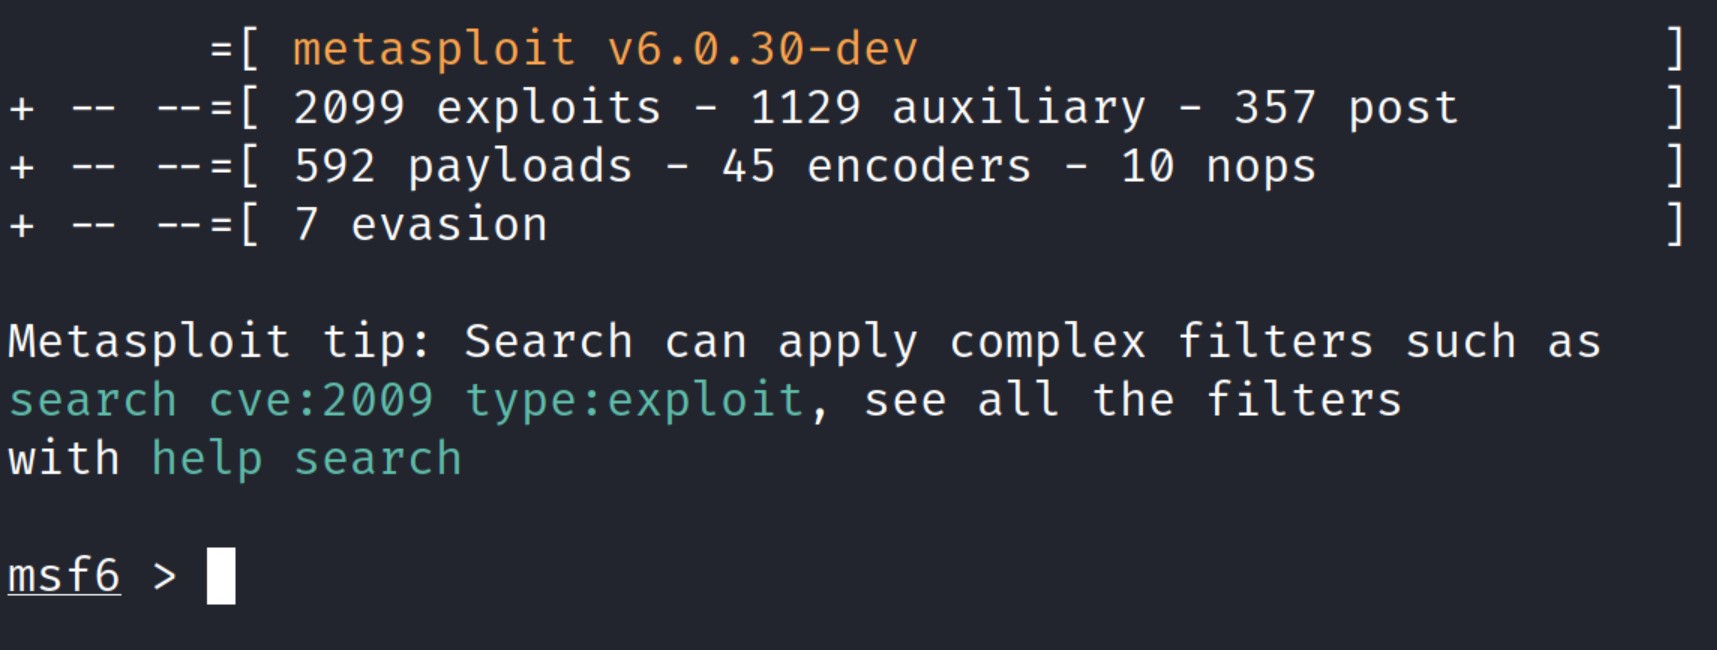 =[ metasploit v6.0.30-dev ]
+ -- --=[ 2099 exploits - 1129 auxiliary - 357 post ]
+ -- --=[ 592 payloads - 45 encoders - 10 nops ]
+ -- --=[ 7 evasion ]
Metasploit tip: Search can apply complex filters such as
search cve:2009 type:exploit, see all the filters
with help search
msf6 >